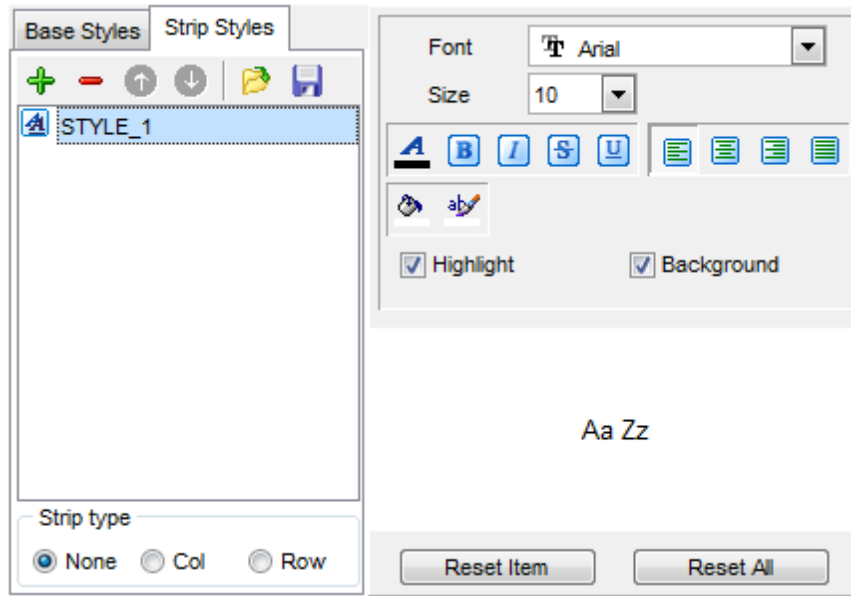 Base Styles
Strip Styles
STYLE_1
Strip type
None
Col
Row
Font
Arial
Size
10
Highlight
Background
Aa Zz
Reset Item
Reset All